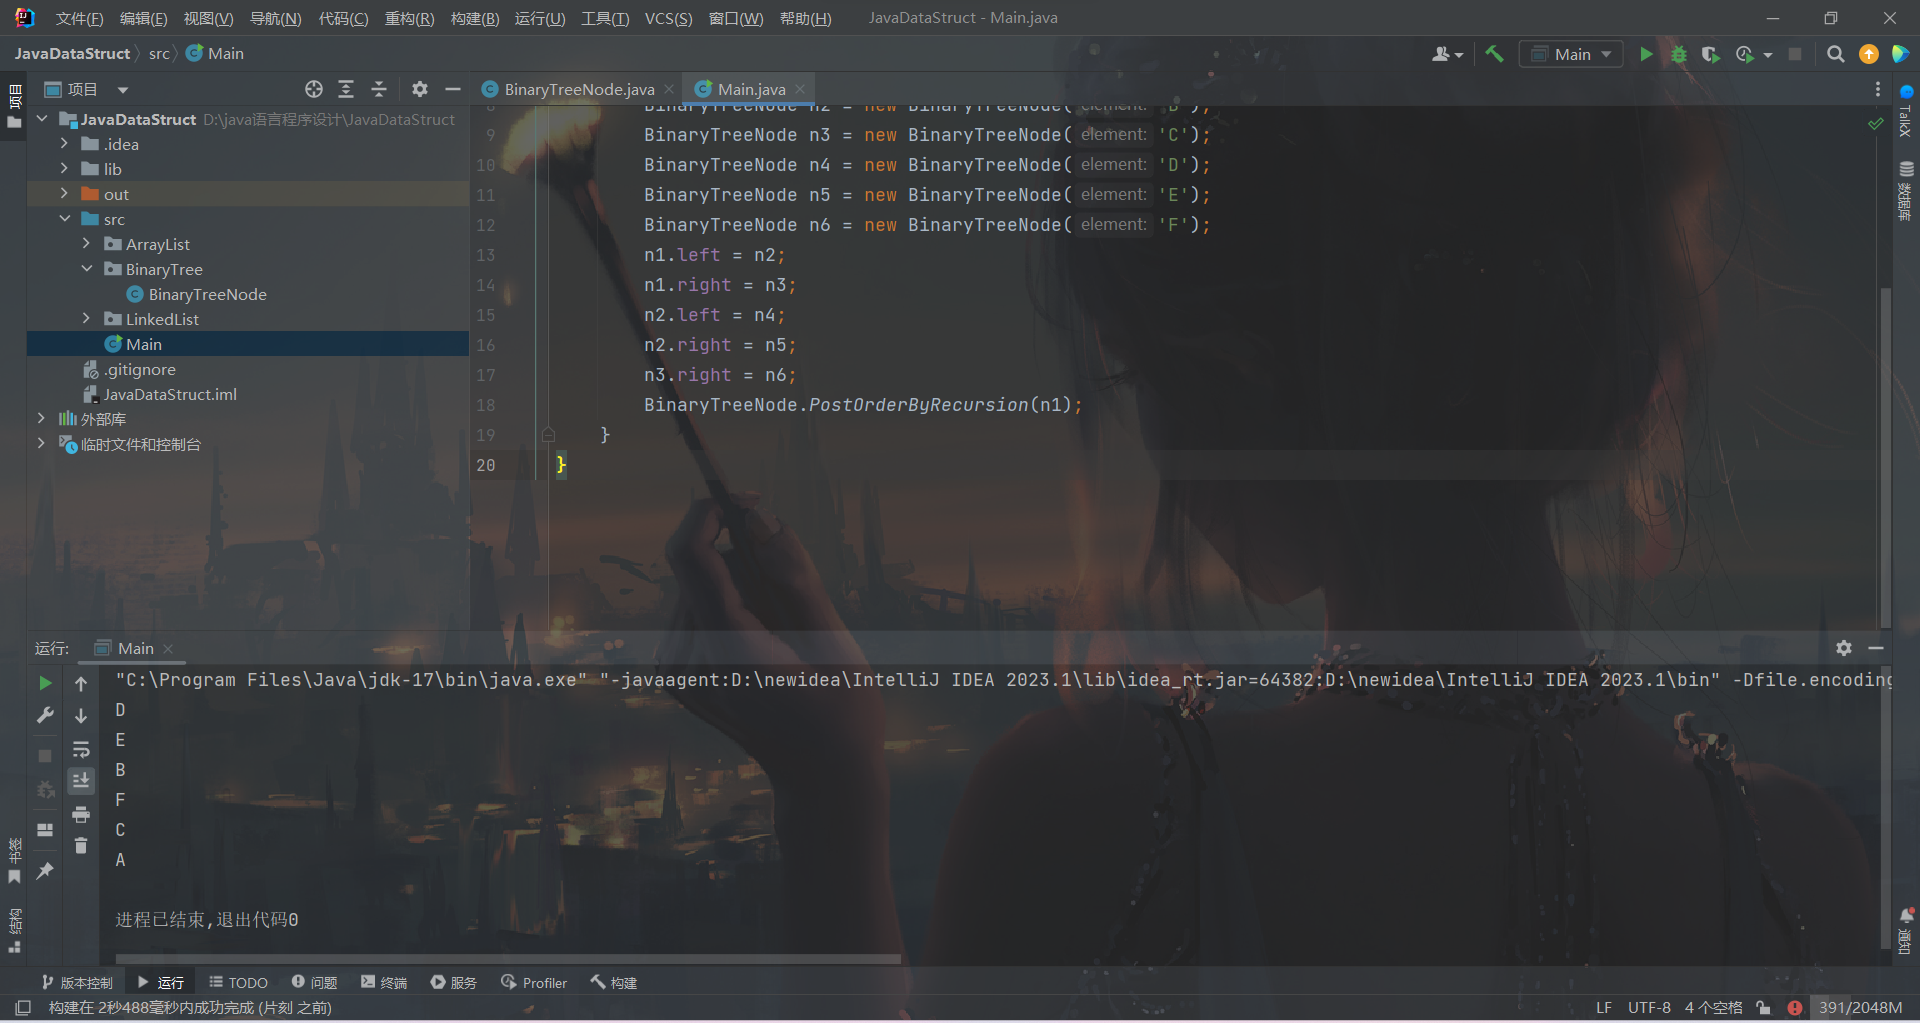 文件(F) 编辑(E) 视图(V) 导航(N) 代码(C) 重构(R) 构建(B) 运行(U) 工具(T) VCS(S) 窗口(W) 帮助(H) JavaDataStruct - Main.java
JavaDataStruct src Main
Main
项目
项目
BinaryTreeNode.java Main.java
JavaDataStruct D:\java语言程序设计\JavaDataStruct
.idea
lib
out
src
ArrayList
BinaryTree
BinaryTreeNode
LinkedList
Main
.gitignore
JavaDataStruct.iml
外部库
临时文件和控制台
8 BinaryTreeNode n2 = new BinaryTreeNode( element: 'B');
9 BinaryTreeNode n3 = new BinaryTreeNode( element: 'C');
10 BinaryTreeNode n4 = new BinaryTreeNode( element: 'D');
11 BinaryTreeNode n5 = new BinaryTreeNode( element: 'E');
12 BinaryTreeNode n6 = new BinaryTreeNode( element: 'F');
13 n1.left = n2;
14 n1.right = n3;
15 n2.left = n4;
16 n2.right = n5;
17 n3.right = n6;
18 BinaryTreeNode.PostOrderByRecursion(n1);
19 }
20 }
TalkX
数据库
运行: Main
"C:\Program Files\Java\jdk-17\bin\java.exe" "-javaagent:D:\newidea\IntelliJ IDEA 2023.1\lib\idea_rt.jar=64382:D:\newidea\IntelliJ IDEA 2023.1\bin" -Dfile.encoding
D
E
B
F
C
A
进程已结束,退出代码0
书签
结构
通知
版本控制 运行 TODO 问题 终端 服务 Profiler 构建
构建在 2秒488毫秒内成功完成 (片刻 之前)
LF UTF-8 4 个空格 391/2048M